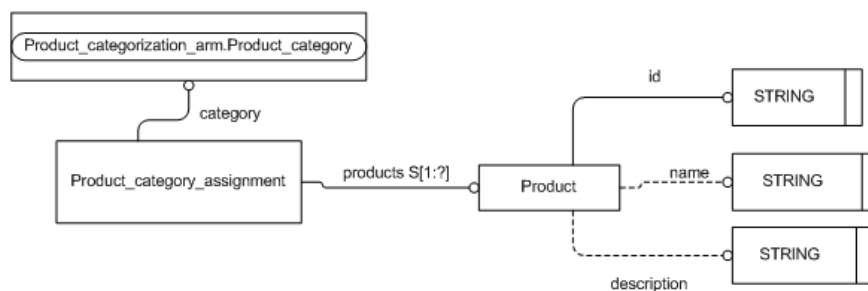 Product_categorization_arm.Product_category
category
id
STRING
Product_category_assignment
products S[1:?]
Product
name
STRING
STRING
description